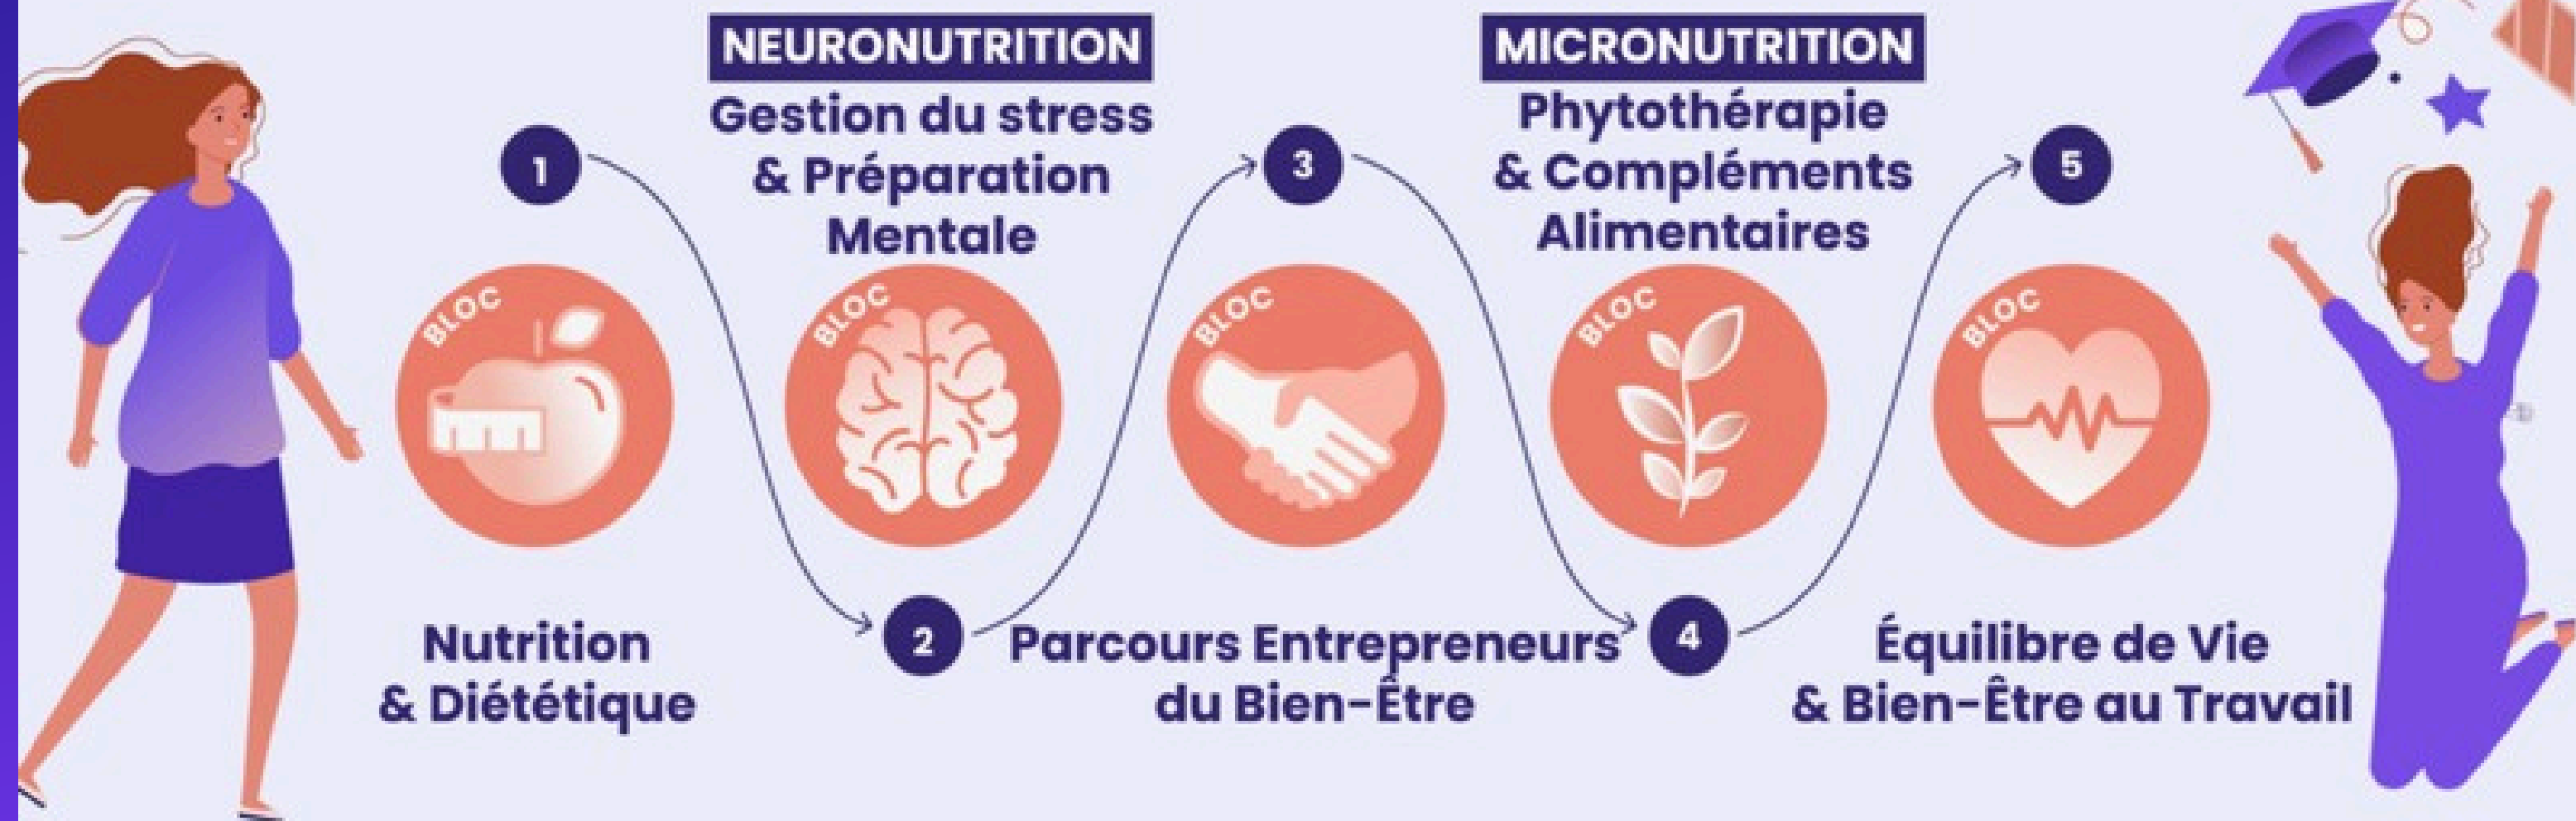 1
BLOC
Nutrition
& Diététique
NEURONUTRITION
Gestion du stress
& Préparation
Mentale
BLOC
2
3
BLOC
Parcours Entrepreneurs
du Bien-Être
MICRONUTRITION
Phytothérapie
& Compléments
Alimentaires
BLOC
4
5
BLOC
Équilibre de Vie
& Bien-Être au Travail